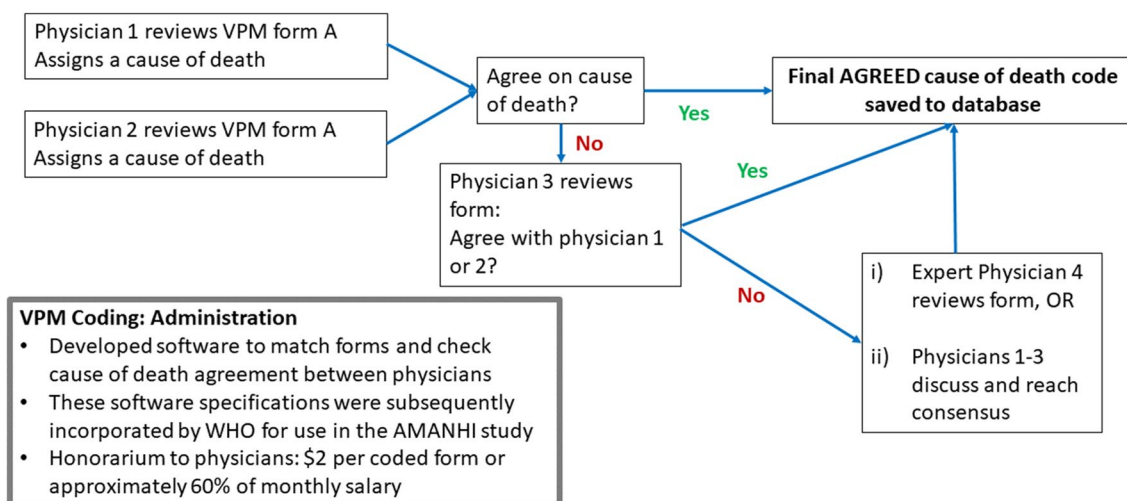 Physician 1 reviews VPM form A
Assigns a cause of death
Physician 2 reviews VPM form A
Assigns a cause of death
Agree on cause
of death?
Yes
Final AGREED cause of death code
saved to database
No
Physician 3 reviews
form:
Agree with physician 1
or 2?
Yes
No
i) Expert Physician 4
reviews form, OR
ii) Physicians 1-3
discuss and reach
consensus
VPM Coding: Administration
• Developed software to match forms and check
cause of death agreement between physicians
• These software specifications were subsequently
incorporated by WHO for use in the AMANHI study
• Honorarium to physicians: $2 per coded form or
approximately 60% of monthly salary